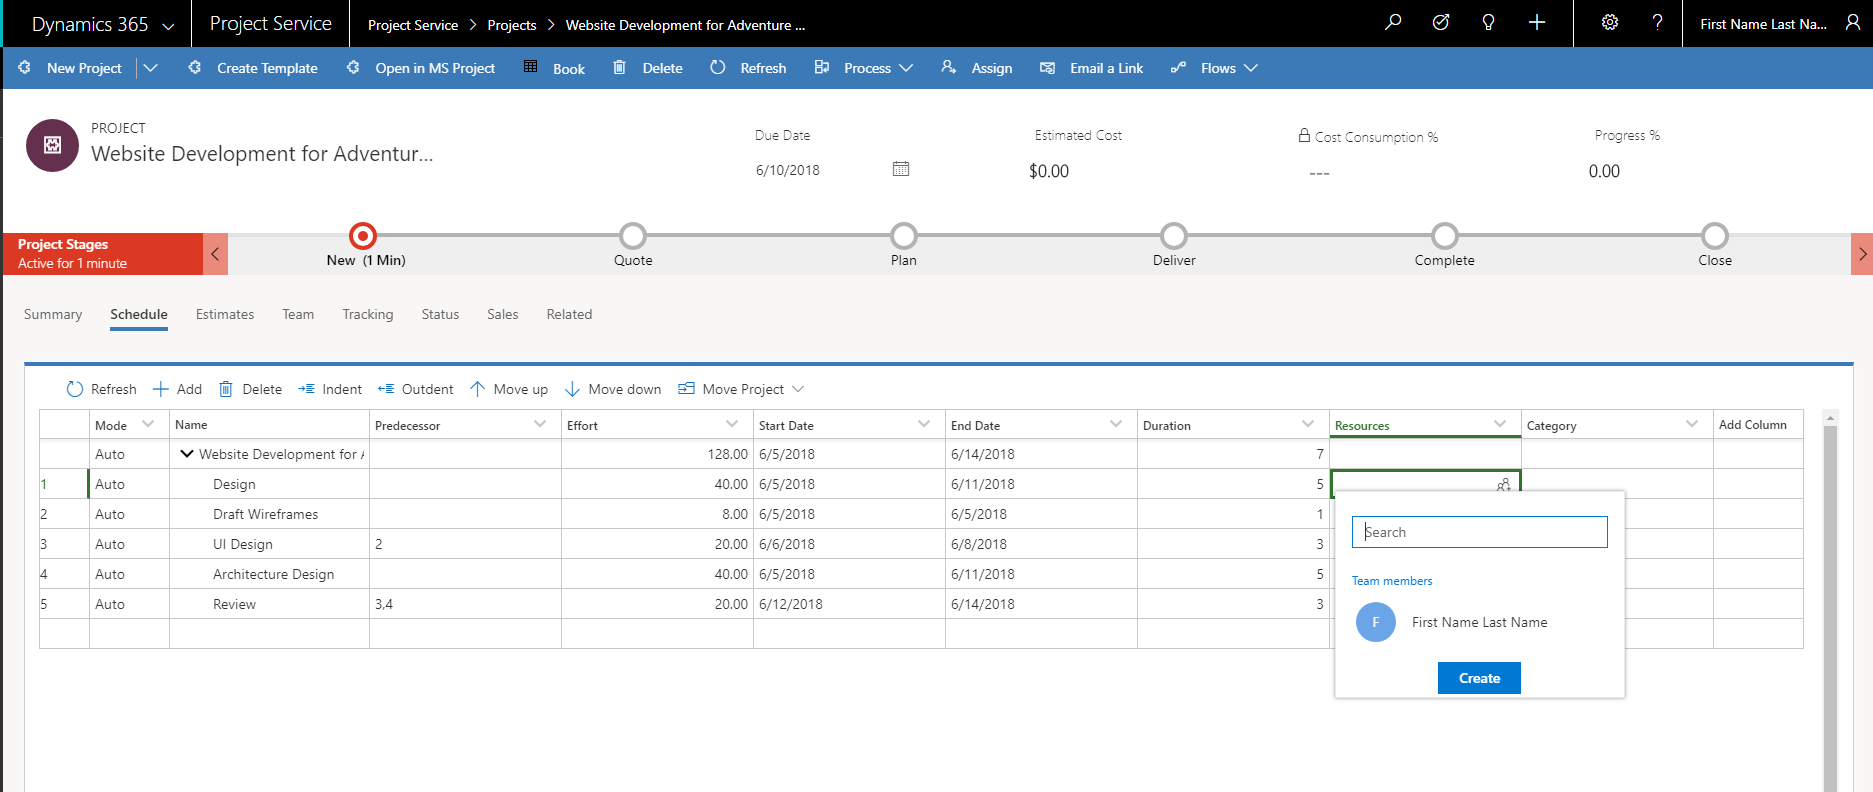 Dynamics 365 Project Service Project Service > Projects > Website Development for Adventure ... ? First Name Last Na...
New Project Create Template Open in MS Project Book Delete Refresh Process Assign Email a Link Flows
PROJECT
Website Development for Adventur...
Due Date Estimated Cost Cost Consumption % Progress %
6/10/2018 $0.00 --- 0.00
Project Stages
Active for 1 minute
New (1 Min) Quote Plan Deliver Complete Close
Summary Schedule Estimates Team Tracking Status Sales Related
Refresh Add Delete Indent Outdent Move up Move down Move Project
Mode Name Predecessor Effort Start Date End Date Duration Resources Category Add Column
Auto Website Development for A 128.00 6/5/2018 6/14/2018 7
1 Auto Design 40.00 6/5/2018 6/11/2018 5
2 Auto Draft Wireframes 8.00 6/5/2018 6/5/2018 1
3 Auto UI Design 2 20.00 6/6/2018 6/8/2018 3
4 Auto Architecture Design 40.00 6/5/2018 6/11/2018 5
5 Auto Review 3,4 20.00 6/12/2018 6/14/2018 3
Search
Team members
F First Name Last Name
Create